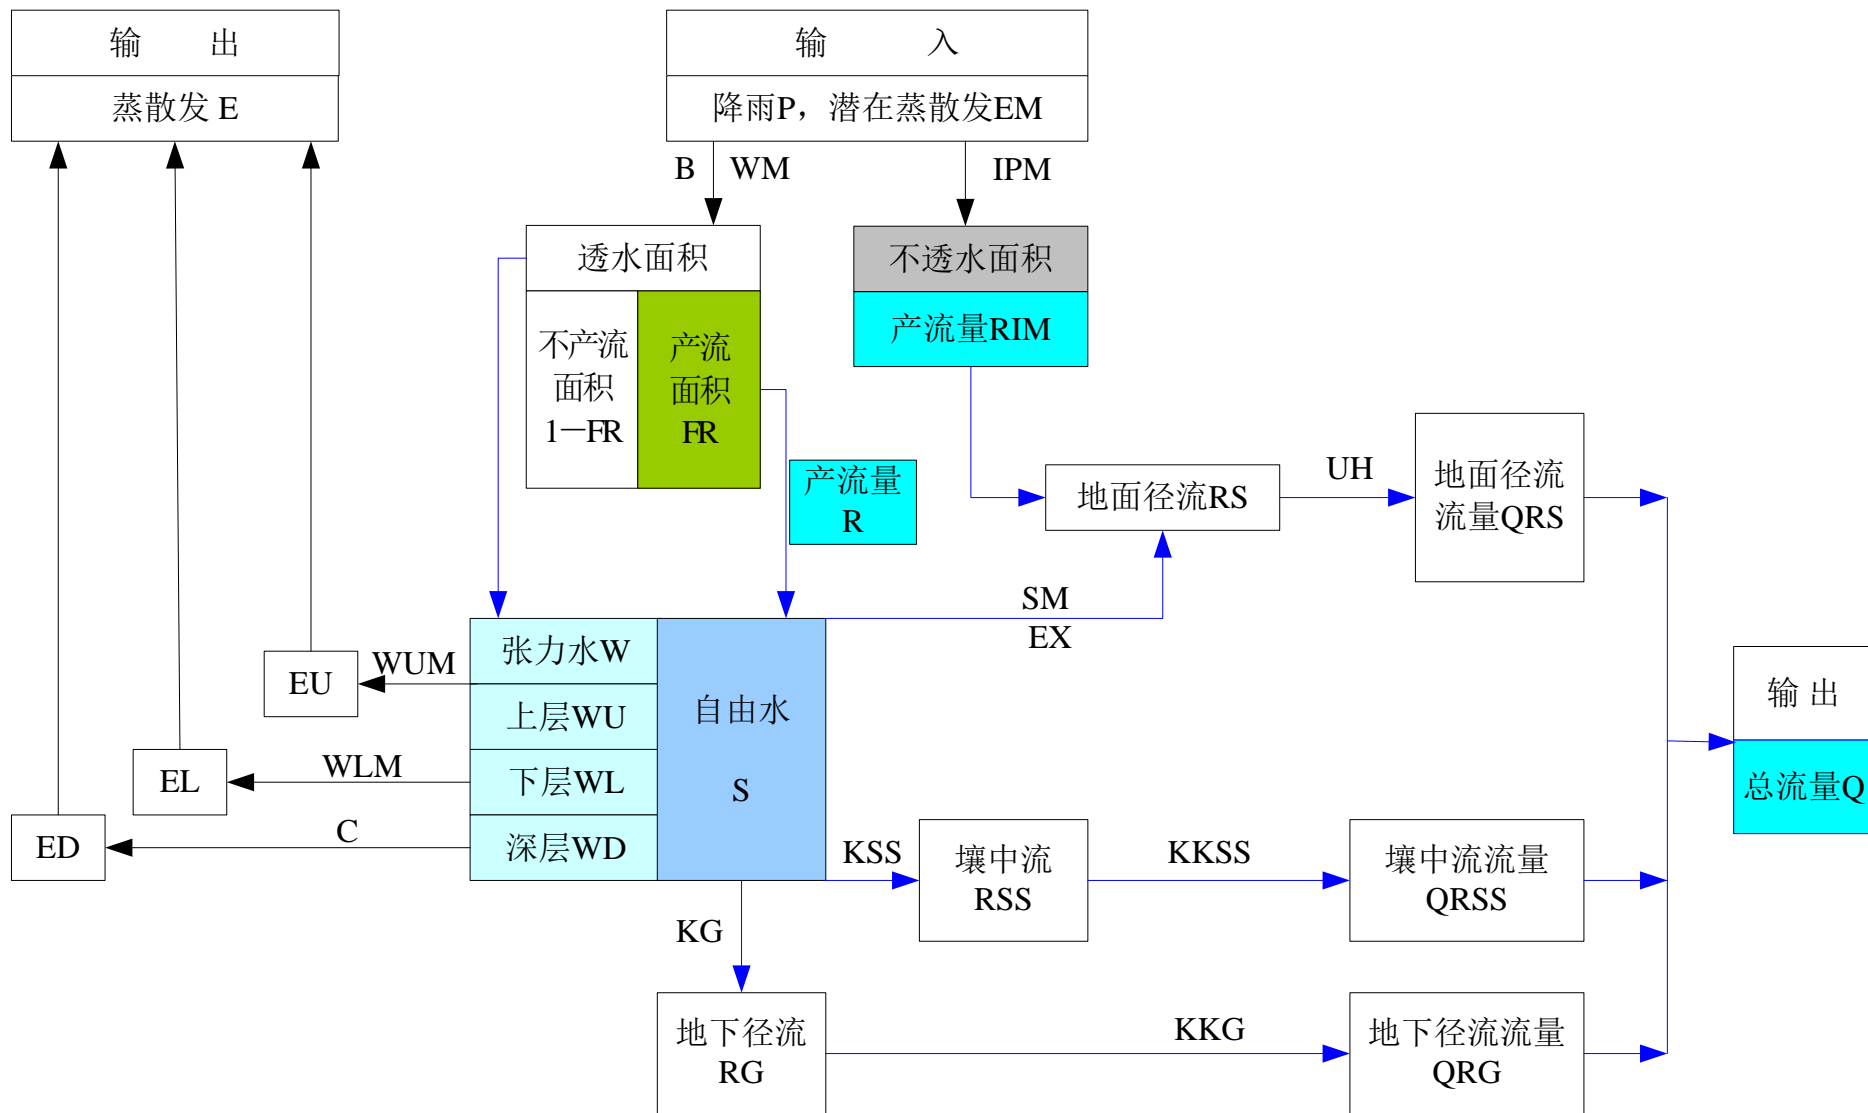 输 出
蒸散发 E
输 入
降雨P，潜在蒸散发EM
B
WM
IPM
透水面积
不产流
面积
1－FR
产流
面积
FR
不透水面积
产流量RIM
产流量
R
地面径流RS
UH
地面径流
流量QRS
SM
EX
张力水W
上层WU
下层WL
深层WD
自由水
S
WUM
EU
WLM
EL
C
ED
KSS
壤中流
RSS
KKSS
壤中流流量
QRSS
KG
地下径流
RG
KKG
地下径流流量
QRG
输 出
总流量Q